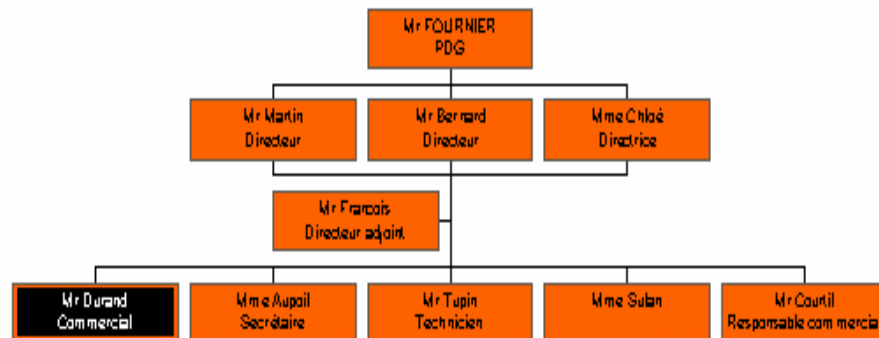 Mr FOURNIER
PDG
Mr Martin
Directeur
Mr Bernard
Directeur
Mme Chloé
Directrice
Mr Francois
Directeur adjoint
Mr Durand
Commercial
Mme Aupail
Secrétaire
Mr Tupin
Technicien
Mme Sulan
Mr Courtil
Responsable commercial